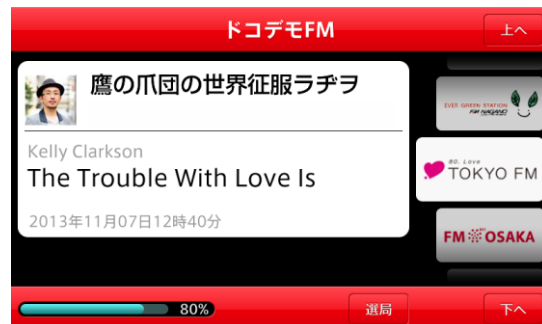 ドコデモFM
上へ
鷹の爪団の世界征服ラヂヲ
Kelly Clarkson
The Trouble With Love Is
2013年11月07日12時40分
EVER GREEN STATION
FM NAGANO
80. Love
TOKYO FM
FM OSAKA
80%
選局
下へ